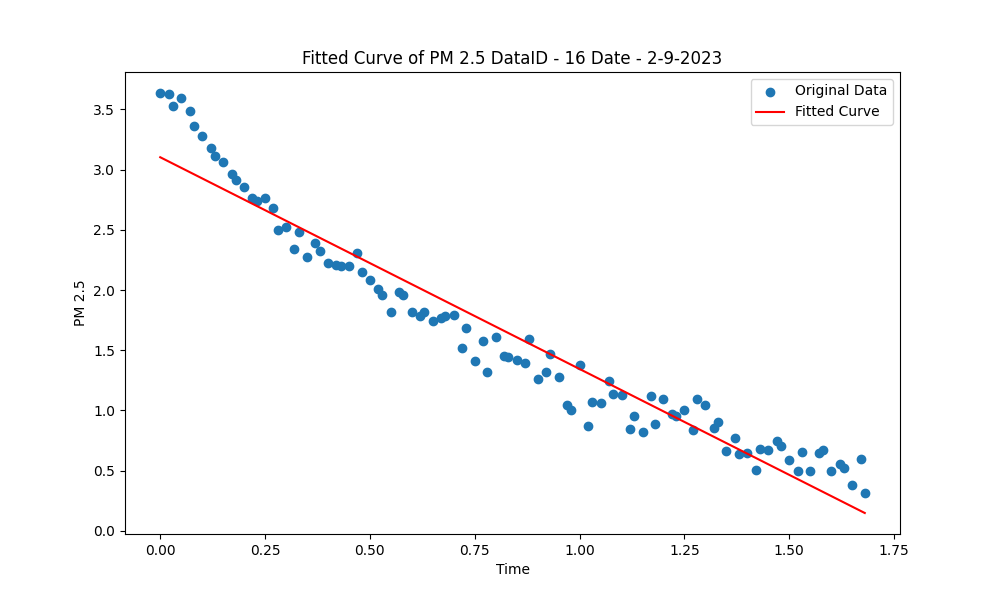 Fitted Curve of PM 2.5 DataID - 16 Date - 2-9-2023
Original Data
Fitted Curve
3.5
3.0
2.5
2.0
1.5
1.0
0.5
0.0
PM 2.5
0.00 0.25 0.50 0.75 1.00 1.25 1.50 1.75
Time